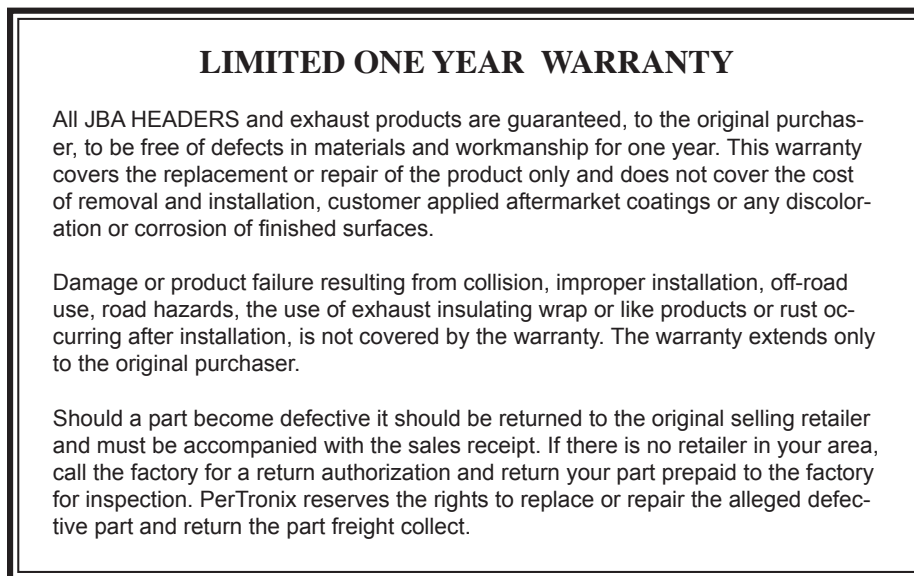 LIMITED ONE YEAR  WARRANTY
All JBA HEADERS and exhaust products are guaranteed, to the original purchas-
er, to be free of defects in materials and workmanship for one year. This warranty
covers the replacement or repair of the product only and does not cover the cost
of removal and installation, customer applied aftermarket coatings or any discolor-
ation or corrosion of finished surfaces.
Damage or product failure resulting from collision, improper installation, off-road
use, road hazards, the use of exhaust insulating wrap or like products or rust oc-
curring after installation, is not covered by the warranty. The warranty extends only
to the original purchaser.
Should a part become defective it should be returned to the original selling retailer
and must be accompanied with the sales receipt. If there is no retailer in your area,
call the factory for a return authorization and return your part prepaid to the factory
for inspection. PerTronix reserves the rights to replace or repair the alleged defec-
tive part and return the part freight collect.